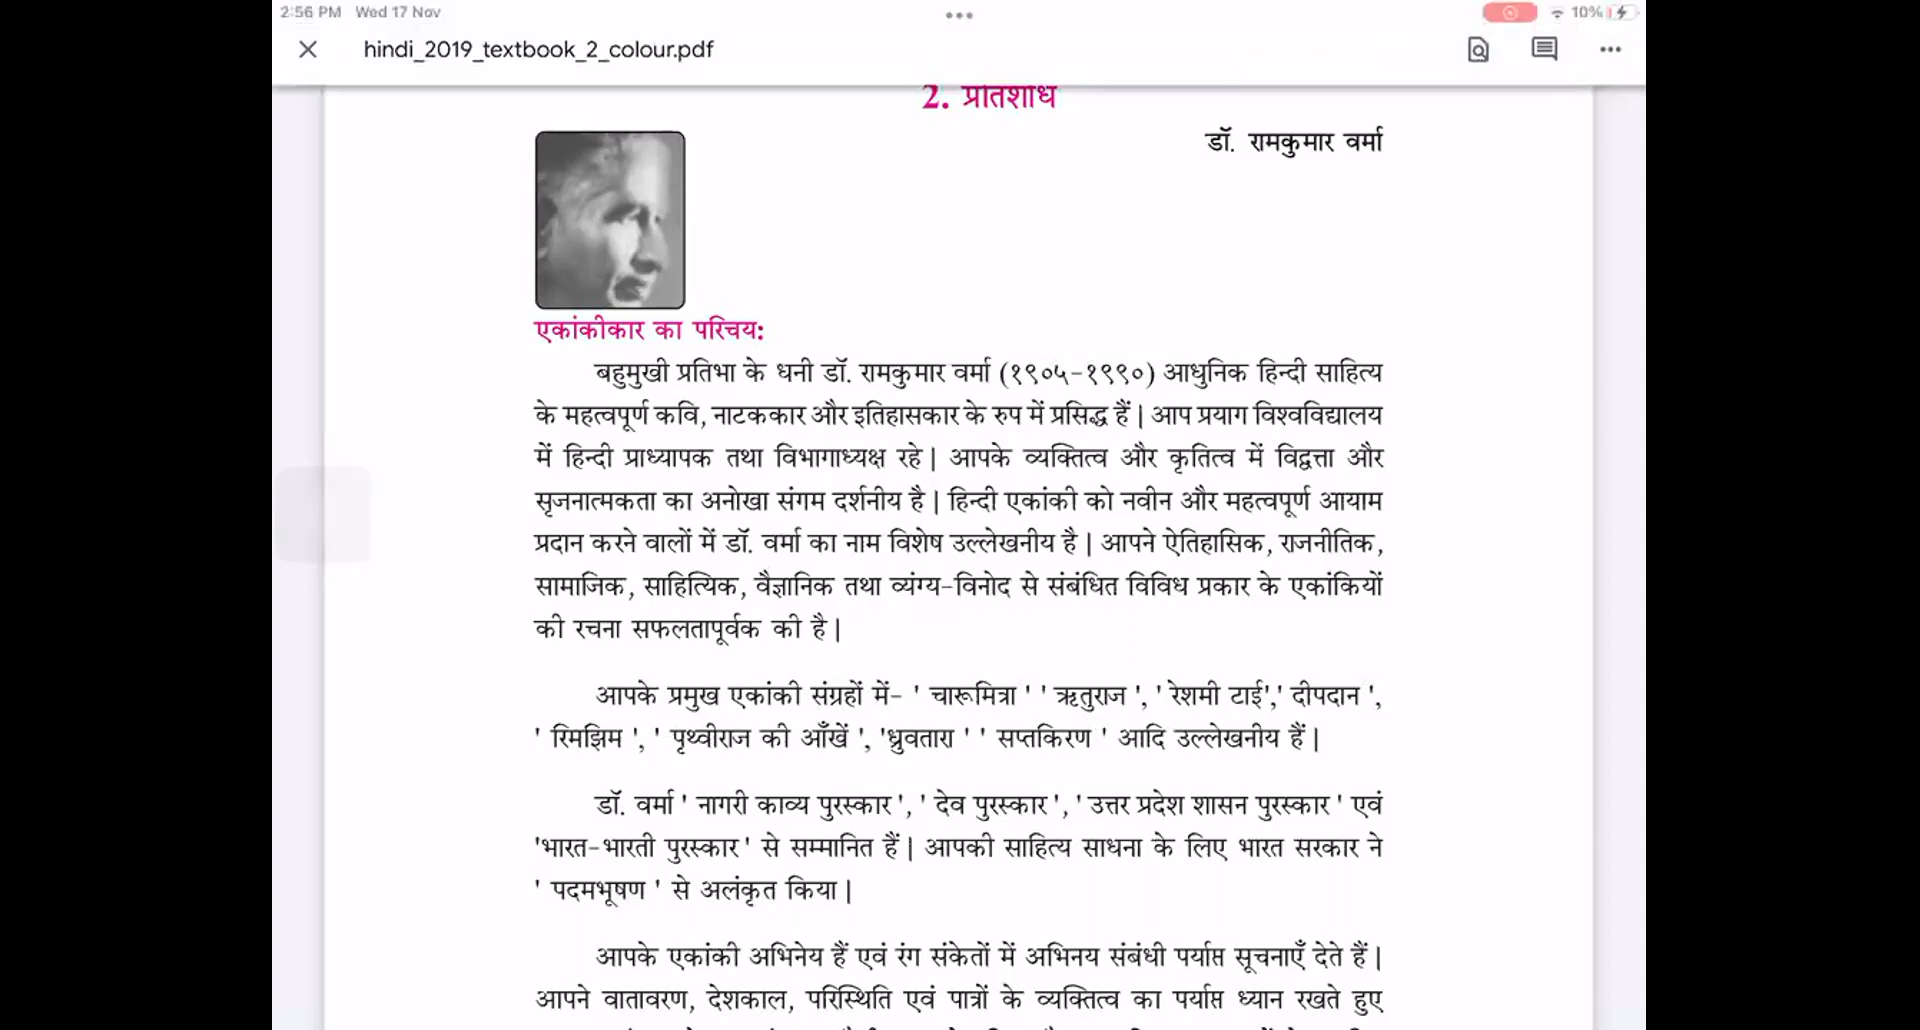 2:56 PM Wed 17 Nov
10%
hindi_2019_textbook_2_colour.pdf
2. प्रतिशोध
डॉ. रामकुमार वर्मा
एकांकीकार का परिचय:
बहुमुखी प्रतिभा के धनी डॉ. रामकुमार वर्मा (१९०५-१९९०) आधुनिक हिन्दी साहित्य
के महत्वपूर्ण कवि, नाटककार और इतिहासकार के रुप में प्रसिद्ध हैं | आप प्रयाग विश्वविद्यालय
में हिन्दी प्राध्यापक तथा विभागाध्यक्ष रहे | आपके व्यक्तित्व और कृतित्व में विद्वत्ता और
सृजनात्मकता का अनोखा संगम दर्शनीय है | हिन्दी एकांकी को नवीन और महत्वपूर्ण आयाम
प्रदान करने वालों में डॉ. वर्मा का नाम विशेष उल्लेखनीय है | आपने ऐतिहासिक, राजनीतिक,
सामाजिक, साहित्यिक, वैज्ञानिक तथा व्यंग्य-विनोद से संबंधित विविध प्रकार के एकांकियों
की रचना सफलतापूर्वक की है |
आपके प्रमुख एकांकी संग्रहों में- ' चारूमित्रा ' ' ऋतुराज ', ' रेशमी टाई',' दीपदान ',
' रिमझिम ', ' पृथ्वीराज की आँखें ', 'ध्रुवतारा ' ' सप्तकिरण ' आदि उल्लेखनीय हैं |
डॉ. वर्मा ' नागरी काव्य पुरस्कार ', ' देव पुरस्कार ', ' उत्तर प्रदेश शासन पुरस्कार ' एवं
'भारत-भारती पुरस्कार ' से सम्मानित हैं | आपकी साहित्य साधना के लिए भारत सरकार ने
' पदमभूषण ' से अलंकृत किया |
आपके एकांकी अभिनेय हैं एवं रंग संकेतों में अभिनय संबंधी पर्याप्त सूचनाएँ देते हैं |
आपने वातावरण, देशकाल, परिस्थिति एवं पात्रों के व्यक्तित्व का पर्याप्त ध्यान रखते हुए